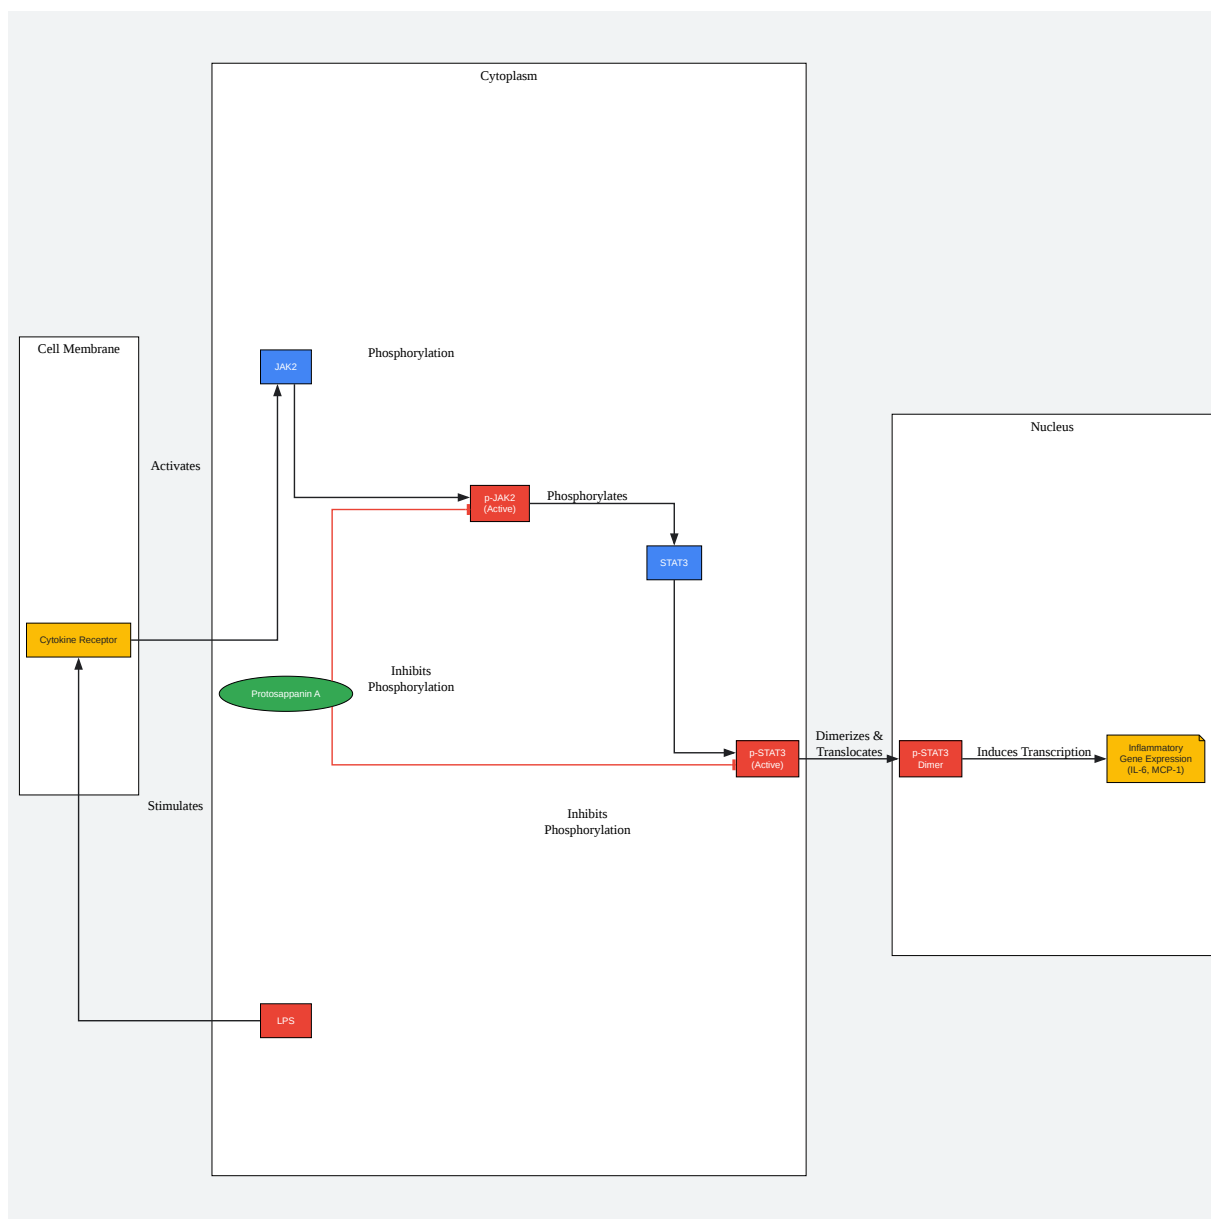 Cytoplasm
Cell Membrane
JAK2
Phosphorylation
Nucleus
Activates
p-JAK2
(Active)
Phosphorylates
STAT3
Cytokine Receptor
Inhibits
Phosphorylation
Protosappanin A
Dimerizes &
Translocates
p-STAT3
(Active)
p-STAT3
Dimer
Induces Transcription
Inflammatory
Gene Expression
(IL-6, MCP-1)
Stimulates
Inhibits
Phosphorylation
LPS